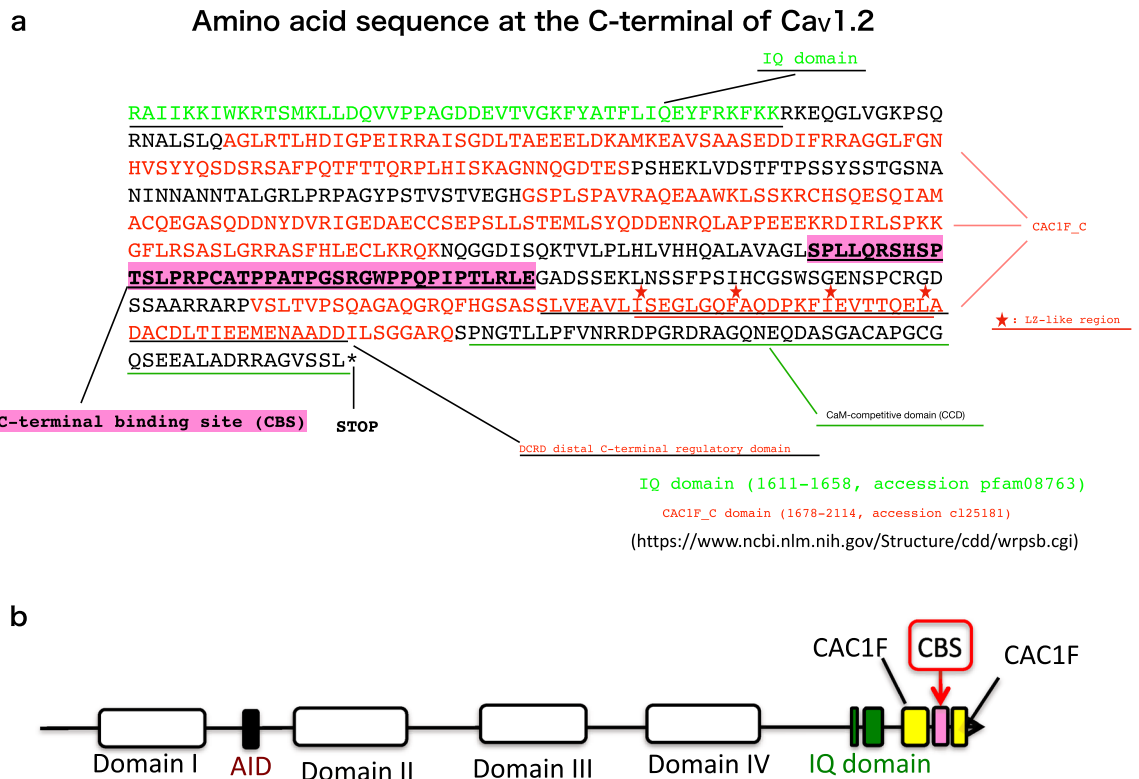 a
Amino acid sequence at the C-terminal of Cav1.2
IQ domain
RAIIKKIWKRTSMKLLDQVVPPAGDDEVTVGKFYATFLIQEYFRKFKKRKEQGLVGKPSQ
RNALSLQAGLRTLHDIGPEIRRAISGDLTAEEELDKAMKEAVSAASEDDIFRRAGGLFGN
HVSYYQSDSRSAFPQTFTTQRPLHISKAGNNQGDTESPSHEKLVDSTFTPSSYSSTGSNA
NINNANNTALGRLPRPAGYPSTVSTVEGHGSPLSPAVRAQEAAWKLSSKRCHSQESQIAM
ACQEGASQDDNYDVRIGEDAECCSEPSLLSTEMLSYQDDENRQLAPPEEEKRDIRLSPKK
CAC1F_C
GFLRSASLGRRASFHLECLKRQKNQGGDISQKTVLPLHLVHHQALAVAGLSPLLQRSHSP
TSLPRPCATPPATPGSRGWPPQPIPTLRLEGADSSEKLNSSFPSIHCGSWSGENSPCRGD
SSAARRARPVSLTVPSQAGAQGRQFHGSASSLVEAVLISEGLGQFAQDPKFIEVTTQELA
★: LZ-like region
DACDLTIEEMENAADDILSGGARQSPNGTLLPFVNRRDPGRDRAGQNEQDASGACAPGCG
QSEEALADRRAGVSSL*
C-terminal binding site (CBS)
STOP
CaM-competitive domain (CCD)
DCRD distal C-terminal regulatory domain
IQ domain (1611-1658, accession pfam08763)
CAC1F_C domain (1678-2114, accession cl25181)
(https://www.ncbi.nlm.nih.gov/Structure/cdd/wrpsb.cgi)
b
CAC1F
CBS
CAC1F
Domain I
AID
Domain II
Domain III
Domain IV
IQ domain